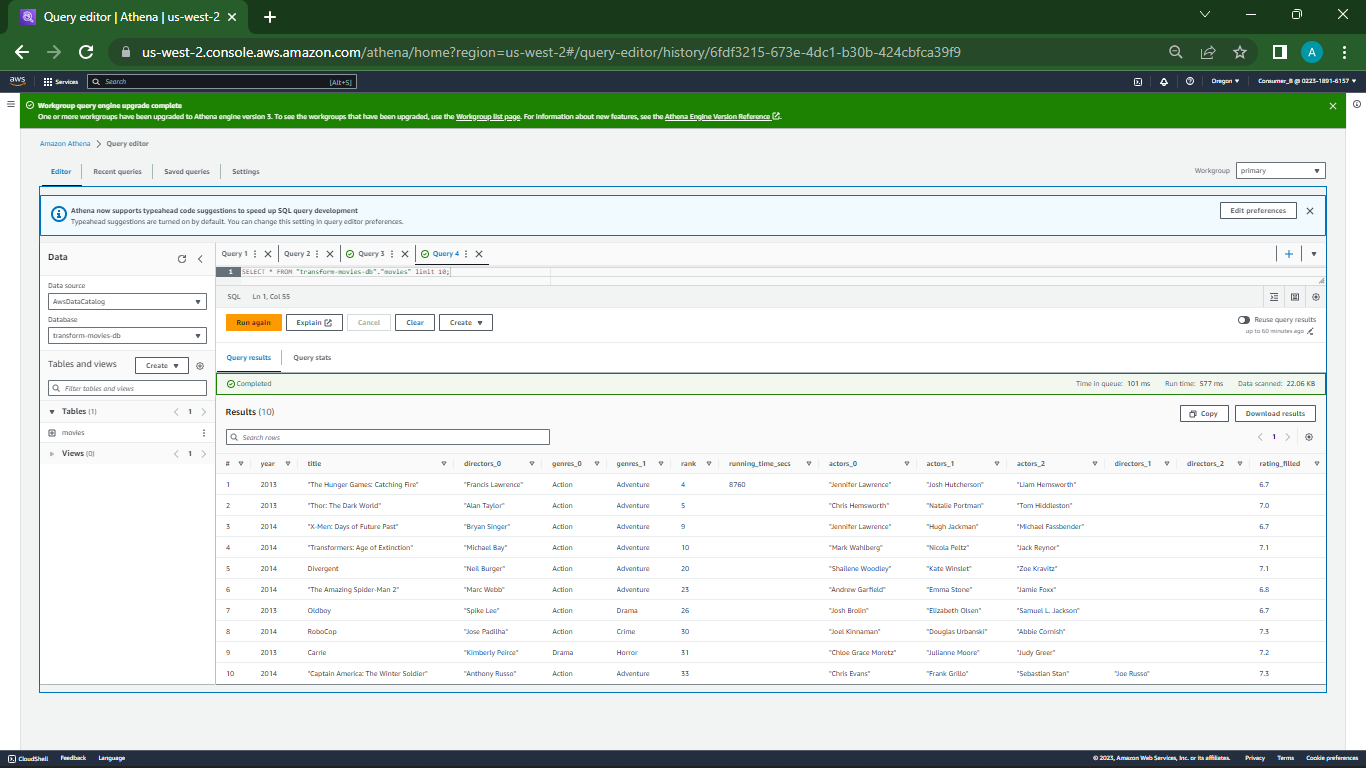 Query editor | Athena | us-west-2
us-west-2.console.aws.amazon.com/athena/home?region=us-west-2#/query-editor/history/6fdf3215-673e-4dc1-b30b-424cbfca39f9
A
aws Services Search [Alt+S] Oregon Consumer_B @ 0223-1891-6157
Workgroup query engine upgrade complete
One or more workgroups have been upgraded to Athena engine version 3. To see the workgroups that have been upgraded, use the Workgroup list page. For information about new features, see the Athena Engine Version Reference.
Amazon Athena > Query editor
Editor Recent queries Saved queries Settings Workgroup primary
Athena now supports typeahead code suggestions to speed up SQL query development
Typeahead suggestions are turned on by default. You can change this setting in query editor preferences.
Edit preferences
Data
Data source
AwsDataCatalog
Database
transform-movies-db
Tables and views Create
Filter tables and views
Tables (1) 1
movies
Views (0) 1
Query 1 Query 2 Query 3 Query 4
1 SELECT * FROM "transform-movies-db"."movies" limit 10;
SQL Ln 1, Col 55
Run again Explain Cancel Clear Create
Reuse query results
up to 60 minutes ago
Query results Query stats
Completed Time in queue: 101 ms Run time: 577 ms Data scanned: 22.06 KB
Results (10) Copy Download results
Search rows 1
# year title directors_0 genres_0 genres_1 rank running_time_secs actors_0 actors_1 actors_2 directors_1 directors_2 rating_filled
1 2013 "The Hunger Games: Catching Fire" "Francis Lawrence" Action Adventure 4 8760 "Jennifer Lawrence" "Josh Hutcherson" "Liam Hemsworth" 6.7
2 2013 "Thor: The Dark World" "Alan Taylor" Action Adventure 5 "Chris Hemsworth" "Natalie Portman" "Tom Hiddleston" 7.0
3 2014 "X-Men: Days of Future Past" "Bryan Singer" Action Adventure 9 "Jennifer Lawrence" "Hugh Jackman" "Michael Fassbender" 6.7
4 2014 "Transformers: Age of Extinction" "Michael Bay" Action Adventure 10 "Mark Wahlberg" "Nicola Peltz" "Jack Reynor" 7.1
5 2014 Divergent "Neil Burger" Action Adventure 20 "Shailene Woodley" "Kate Winslet" "Zoe Kravitz" 7.1
6 2014 "The Amazing Spider-Man 2" "Marc Webb" Action Adventure 23 "Andrew Garfield" "Emma Stone" "Jamie Foxx" 6.8
7 2013 Oldboy "Spike Lee" Action Drama 26 "Josh Brolin" "Elizabeth Olsen" "Samuel L. Jackson" 6.7
8 2014 RoboCop "Jose Padilha" Action Crime 30 "Joel Kinnaman" "Douglas Urbanski" "Abbie Cornish" 7.3
9 2013 Carrie "Kimberly Peirce" Drama Horror 31 "Chloe Grace Moretz" "Julianne Moore" "Judy Greer" 7.2
10 2014 "Captain America: The Winter Soldier" "Anthony Russo" Action Adventure 33 "Chris Evans" "Frank Grillo" "Sebastian Stan" "Joe Russo" 7.3
CloudShell Feedback Language © 2023, Amazon Web Services, Inc. or its affiliates. Privacy Terms Cookie preferences